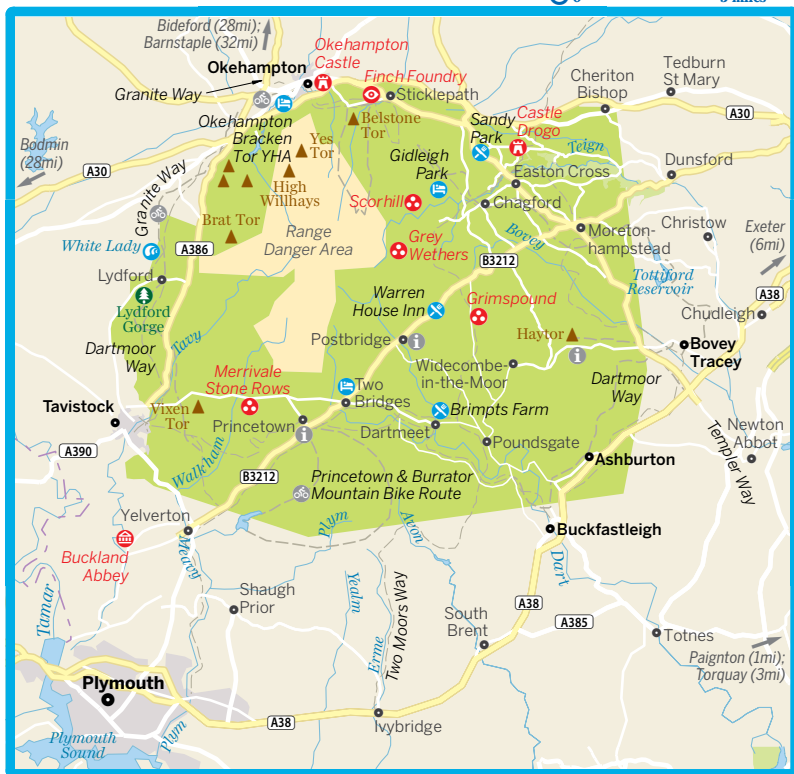 Bideford (28mi);
Barnstaple (32mi)
Okehampton
Castle
Okehampton
Finch Foundry
Granite Way
Sticklepath
Cheriton
Bishop
Tedburn
St Mary
A30
Okehampton
Bracken
Tor YHA
Belstone
Tor
Yes
Tor
Sandy
Park
Castle
Drogo
Teign
Bodmin
(28mi)
A30
Granite Way
High
Willhays
Gidleigh
Park
Easton Cross
Dunsford
Scorhill
Chagford
Brat Tor
Range
Danger Area
Grey
Wethers
Bovey
Moreton-
hampstead
Christow
Exeter
(6mi)
White Lady
A386
B3212
Lydford
Tottiford
Reservoir
A38
Lydford
Gorge
Warren
House Inn
Grimspound
Chudleigh
Tavy
Dartmoor
Way
Postbridge
Haytor
Bovey
Tracey
Merrivale
Stone Rows
Widecombe-
in-the-Moor
Two
Bridges
Dartmoor
Way
Tavistock
Vixen
Tor
Princetown
Brimpts Farm
Dartmeet
Poundsgate
Newton
Abbot
Templer Way
A390
Walkham
Ashburton
B3212
Princetown & Burrator
Mountain Bike Route
Yelverton
Plym
Avon
Buckfastleigh
Buckland
Abbey
Meavy
Dart
Tamar
Shaugh
Prior
Yealm
Erme
Two Moors Way
South
Brent
A38
A385
Totnes
Paignton (1mi);
Torquay (3mi)
Plymouth
Plymouth
Sound
Plym
A38
Ivybridge